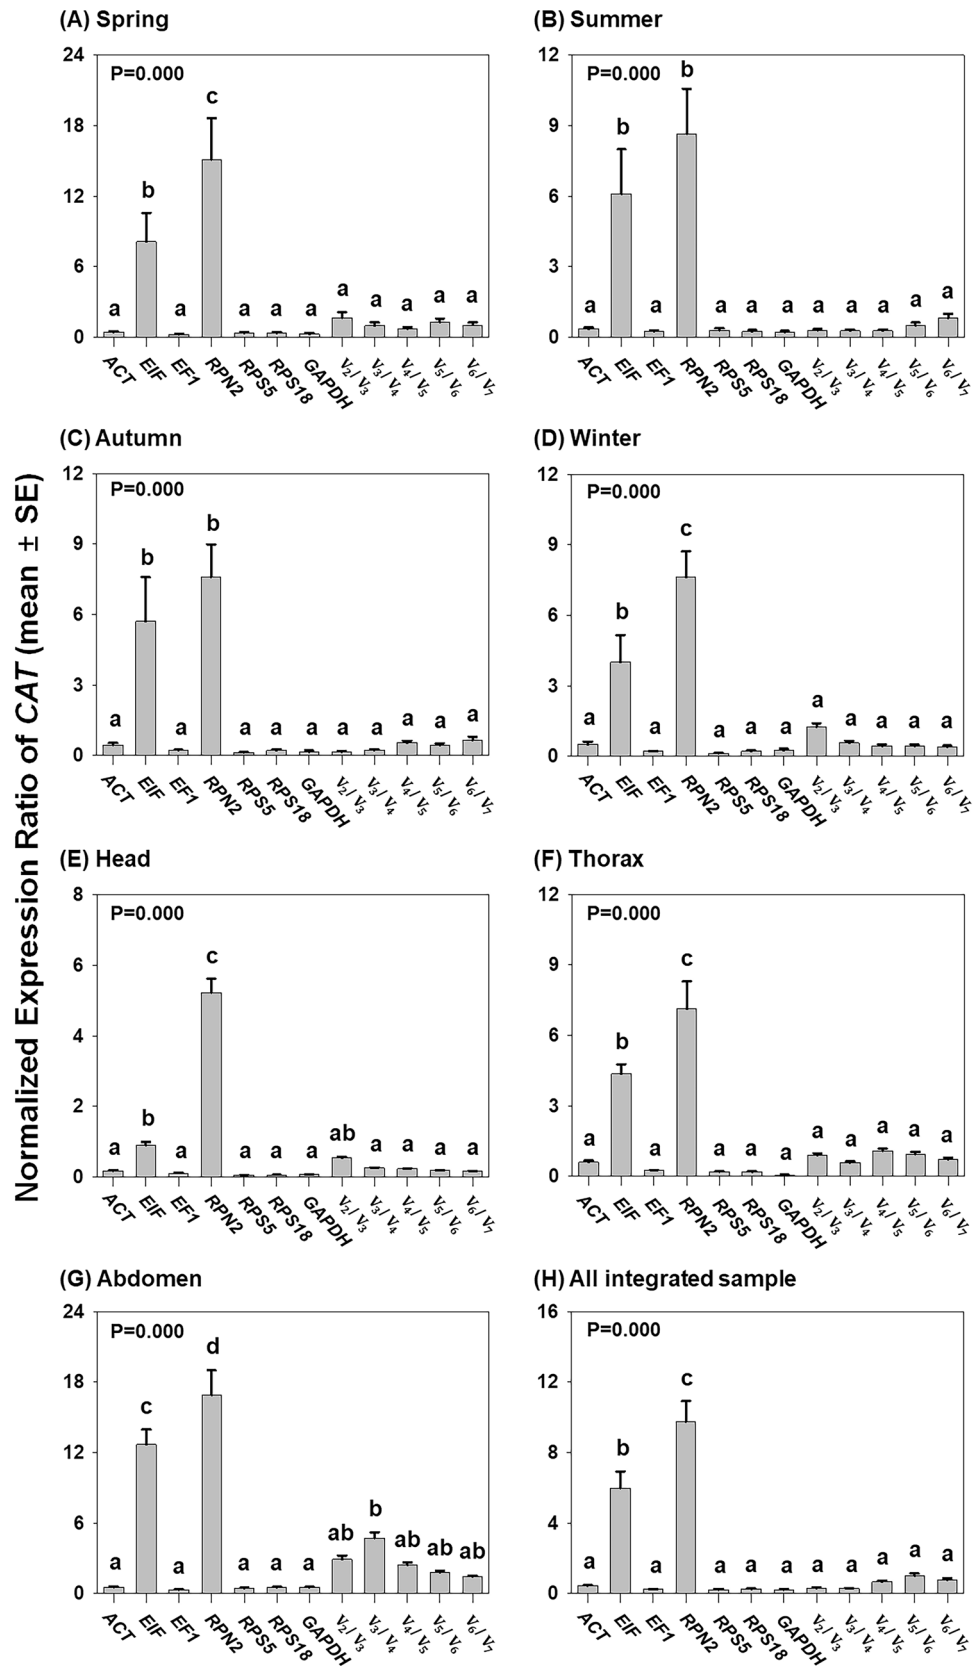 Normalized Expression Ratio of CAT (mean ± SE)
(A) Spring
24
18
12
6
0
P=0.000
a b a c a a a a a a a a
ACT EIF EF1 RPN2 RPS5 RPS18 GAPDH V2/V3 V3/V4 V4/V5 V5/V6 V6/V7
(B) Summer
12
9
6
3
0
P=0.000
a b a b a a a a a a a a
ACT EIF EF1 RPN2 RPS5 RPS18 GAPDH V2/V3 V3/V4 V4/V5 V5/V6 V6/V7
(C) Autumn
12
9
6
3
0
P=0.000
a b a b a a a a a a a a
ACT EIF EF1 RPN2 RPS5 RPS18 GAPDH V2/V3 V3/V4 V4/V5 V5/V6 V6/V7
(D) Winter
12
9
6
3
0
P=0.000
a b a c a a a a a a a a
ACT EIF EF1 RPN2 RPS5 RPS18 GAPDH V2/V3 V3/V4 V4/V5 V5/V6 V6/V7
(E) Head
8
6
4
2
0
P=0.000
a b a c a a a ab a a a a
ACT EIF EF1 RPN2 RPS5 RPS18 GAPDH V2/V3 V3/V4 V4/V5 V5/V6 V6/V7
(F) Thorax
12
9
6
3
0
P=0.000
a b a c a a a a a a a a
ACT EIF EF1 RPN2 RPS5 RPS18 GAPDH V2/V3 V3/V4 V4/V5 V5/V6 V6/V7
(G) Abdomen
24
18
12
6
0
P=0.000
a c a d a a a ab b ab ab ab
ACT EIF EF1 RPN2 RPS5 RPS18 GAPDH V2/V3 V3/V4 V4/V5 V5/V6 V6/V7
(H) All integrated sample
16
12
8
4
0
P=0.000
a b a c a a a a a a a a
ACT EIF EF1 RPN2 RPS5 RPS18 GAPDH V2/V3 V3/V4 V4/V5 V5/V6 V6/V7